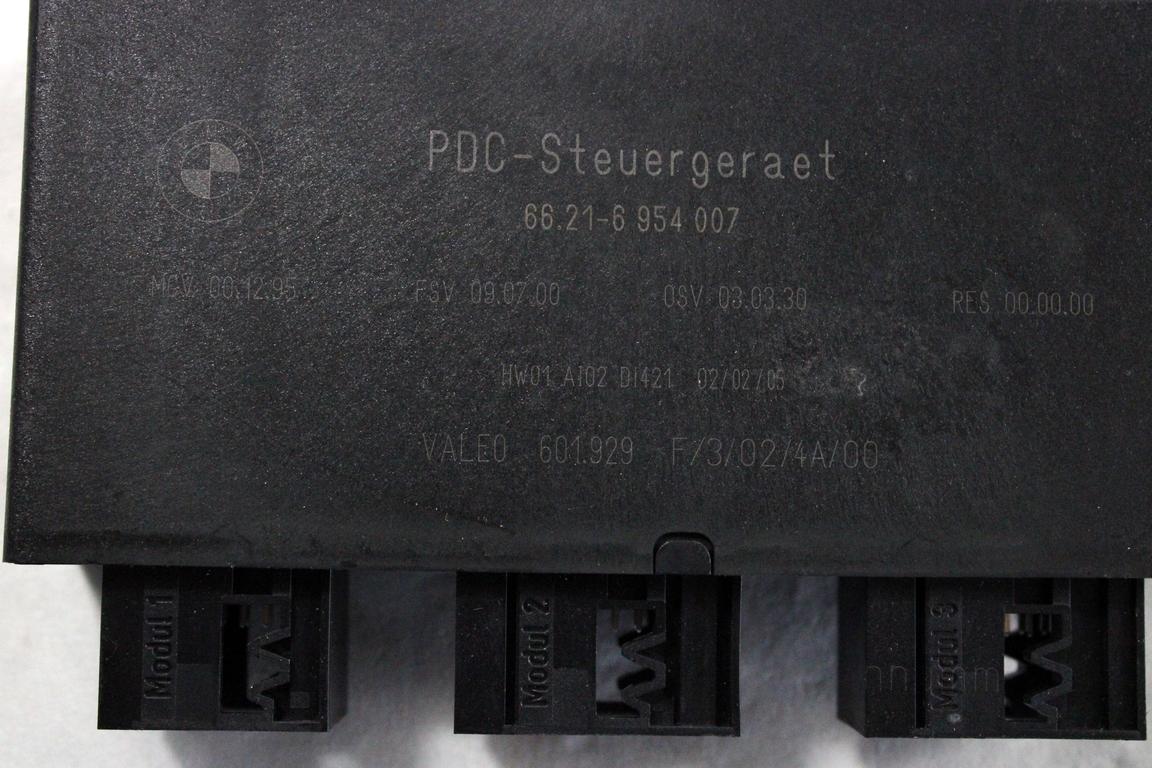 BMW
PDC-Steuergeraet
66.21-6 954 007
MCV 00.12.95 FSV 09.07.00 OSV 03.03.30 RES 00.00.00
HW01 AI02 DI421 02/02/05
VALEO 601.929 F/3/02/4A/00
Modul 1 Modul 2 Modul 3